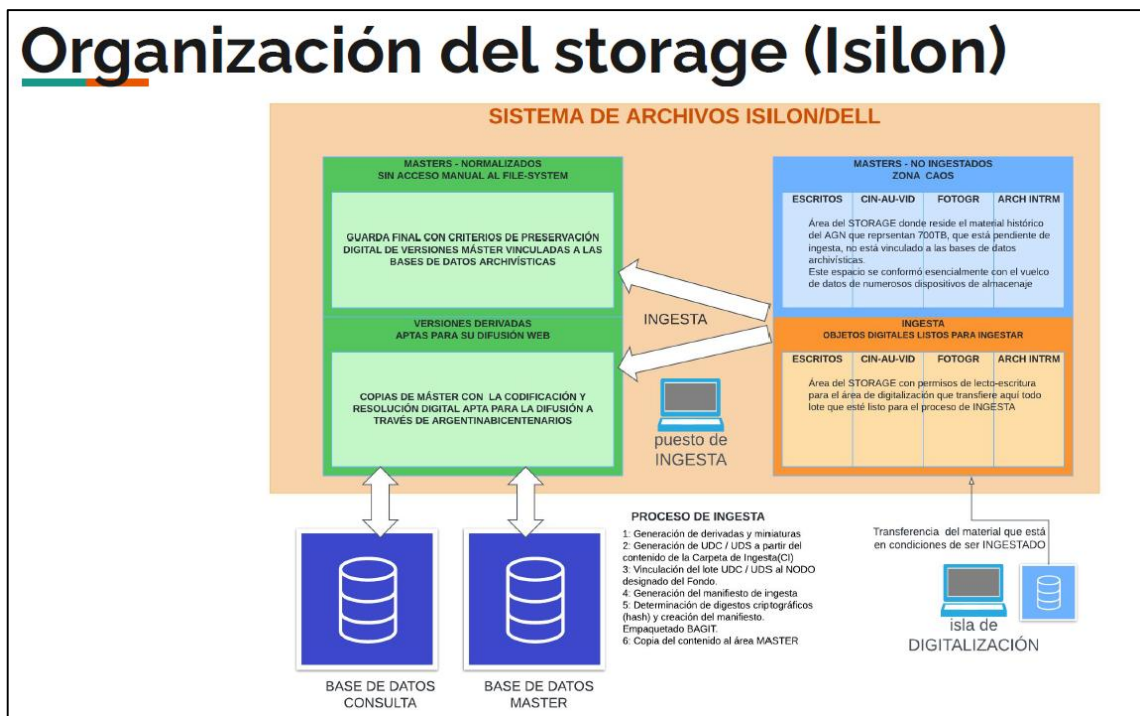 Organización del storage (Isilon)
SISTEMA DE ARCHIVOS ISILON/DELL
MASTERS - NORMALIZADOS
SIN ACCESO MANUAL AL FILE-SYSTEM
GUARDA FINAL CON CRITERIOS DE PRESERVACIÓN
DIGITAL DE VERSIONES MÁSTER VINCULADAS A LAS
BASES DE DATOS ARCHIVÍSTICAS
VERSIONES DERIVADAS
APTAS PARA SU DIFUSIÓN WEB
COPIAS DE MÁSTER CON LA CODIFICACIÓN Y
RESOLUCIÓN DIGITAL APTA PARA LA DIFUSIÓN A
TRAVÉS DE ARGENTINABICENTENARIOS
INGESTA
puesto de
INGESTA
MASTERS - NO INGESTADOS
ZONA CAOS
ESCRITOS CIN-AU-VID FOTOGR ARCH INTRM
Área del STORAGE donde reside el material histórico
del AGN que reprsentan 700TB, que está pendiente de
ingesta, no está vinculado a las bases de datos
archivísticas.
Este espacio se conformó esencialmente con el vuelco
de datos de numerosos dispositivos de almacenaje
INGESTA
OBJETOS DIGITALES LISTOS PARA INGESTAR
ESCRITOS CIN-AU-VID FOTOGR ARCH INTRM
Área del STORAGE con permisos de lecto-escritura
para el área de digitalización que transfiere aquí todo
lote que esté listo para el proceso de INGESTA
BASE DE DATOS
CONSULTA
BASE DE DATOS
MASTER
PROCESO DE INGESTA
1: Generación de derivadas y miniaturas
2: Generación de UDC / UDS a partir del
contenido de la Carpeta de Ingesta(CI)
3: Vinculación del lote UDC / UDS al NODO
designado del Fondo.
4: Generación del manifiesto de ingesta
5: Determinación de digestos criptográficos
(hash) y creación del manifiesto.
Empaquetado BAGIT.
6: Copia del contenido al área MASTER
Transferencia del material que está
en condiciones de ser INGESTADO
isla de
DIGITALIZACIÓN